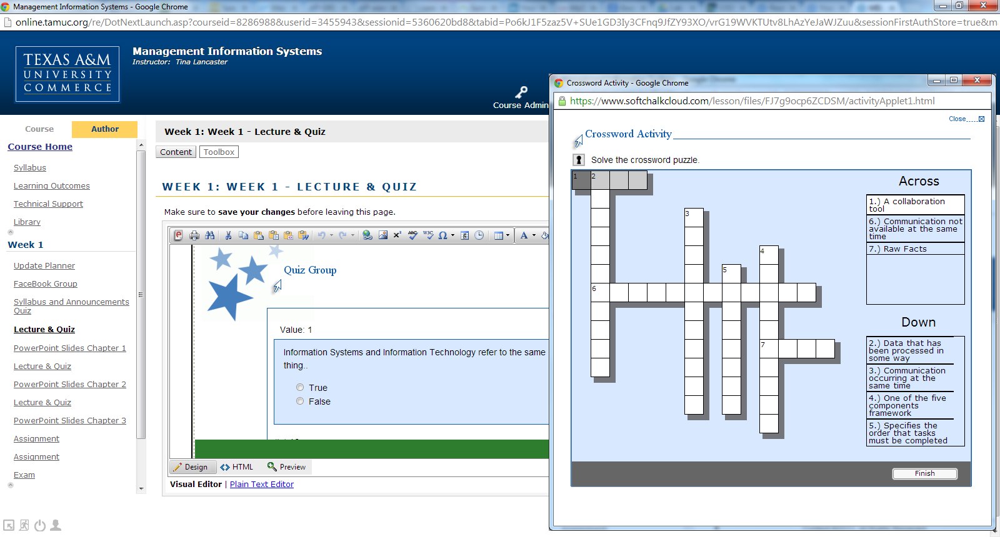 Management Information Systems - Google Chrome
online.tamuc.org/re/DotNextLaunch.asp?courseid=8286988&userid=3455943&sessionid=5360620bd8&tabid=Po6kJ1F5zaz5V+SUe1GD3Iy3CFnq9JfZY93XO/vrG19WVKTUtv8LhAzYeJaWJZuu&sessionFirstAuthStore=true&m
TEXAS A&M
UNIVERSITY
COMMERCE
Management Information Systems
Instructor: Tina Lancaster
Course Admin
Course
Author
Course Home
Syllabus
Learning Outcomes
Technical Support
Library
Week 1
Update Planner
FaceBook Group
Syllabus and Announcements
Quiz
Lecture & Quiz
PowerPoint Slides Chapter 1
Lecture & Quiz
PowerPoint Slides Chapter 2
Lecture & Quiz
PowerPoint Slides Chapter 3
Assignment
Assignment
Exam
Week 1: Week 1 - Lecture & Quiz
Content
Toolbox
WEEK 1: WEEK 1 - LECTURE & QUIZ
Make sure to save your changes before leaving this page.
Quiz Group
Value: 1
Information Systems and Information Technology refer to the same
thing..
True
False
Design
HTML
Preview
Visual Editor | Plain Text Editor
Crossword Activity - Google Chrome
https://www.softchalkcloud.com/lesson/files/FJ7g9ocp6ZCDSM/activityApplet1.html
Close
Crossword Activity
Solve the crossword puzzle.
1
2
3
4
5
6
7
Across
1.) A collaboration
tool
6.) Communication not
available at the same
time
7.) Raw Facts
Down
2.) Data that has
been processed in
some way
3.) Communication
occurring at the
same time
4.) One of the five
components
framework
5.) Specifies the
order that tasks
must be completed
Finish